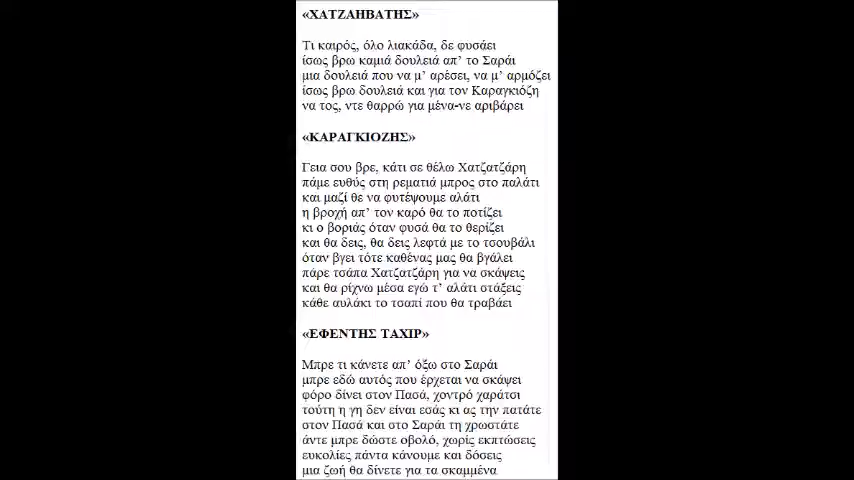 «ΧΑΤΖΑΗΒΑΤΗΣ»
Τι καιρός, όλο λιακάδα, δε φυσάει
ίσως βρω καμιά δουλειά απ’ το Σαράι
μια δουλειά που να μ’ αρέσει, να μ’ αρμόζει
ίσως βρω δουλειά και για τον Καραγκιόζη
να τος, ντε θαρρώ για μένα-νε αριβάρει
«ΚΑΡΑΓΚΙΟΖΗΣ»
Γεια σου βρε, κάτι σε θέλω Χατζατζάρη
πάμε ευθύς στη ρεματιά μπρος στο παλάτι
και μαζί θε να φυτέψουμε αλάτι
η βροχή απ’ τον καρό θα το ποτίζει
κι ο βοριάς όταν φυσά θα το θερίζει
και θα δεις, θα δεις λεφτά με το τσουβάλι
όταν βγει τότε καθένας μας θα βγάλει
πάρε τσάπα Χατζατζάρη για να σκάψεις
και θα ρίχνω μέσα εγώ τ’ αλάτι στάξεις
κάθε αυλάκι το τσαπί που θα τραβάει
«ΕΦΕΝΤΗΣ ΤΑΧΙΡ»
Μπρε τι κάνετε απ’ όξω στο Σαράι
μπρε εδώ αυτός που έρχεται να σκάψει
φόρο δίνει στον Πασά, χοντρό χαράτσι
τούτη η γη δεν είναι εσάς κι ας την πατάτε
στον Πασά και στο Σαράι τη χρωστάτε
άντε μπρε δώστε οβολό, χωρίς εκπτώσεις
ευκολίες πάντα κάνουμε και δόσεις
μια ζωή θα δίνετε για τα σκαμμένα